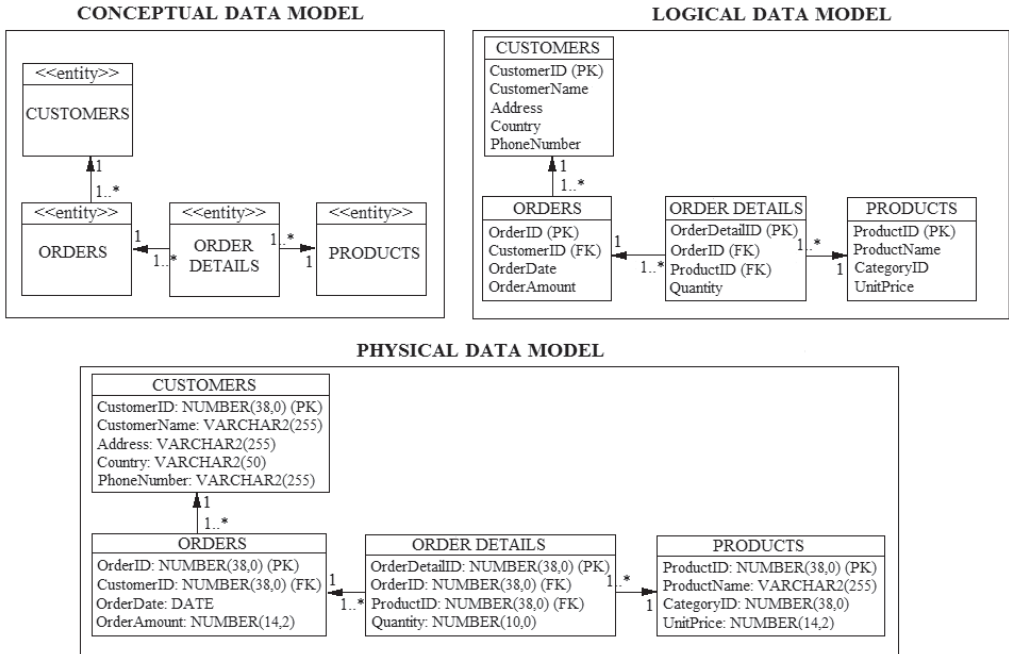 CONCEPTUAL DATA MODEL
<<entity>>
CUSTOMERS
1
1..*
<<entity>>
ORDERS
1
1..*
<<entity>>
ORDER
DETAILS
1..*
1
<<entity>>
PRODUCTS
LOGICAL DATA MODEL
CUSTOMERS
CustomerID (PK)
CustomerName
Address
Country
PhoneNumber
1
1..*
ORDERS
OrderID (PK)
CustomerID (FK)
OrderDate
OrderAmount
1
1..*
ORDER DETAILS
OrderDetailID (PK)
OrderID (FK)
ProductID (FK)
Quantity
1..*
1
PRODUCTS
ProductID (PK)
ProductName
CategoryID
UnitPrice
PHYSICAL DATA MODEL
CUSTOMERS
CustomerID: NUMBER(38,0) (PK)
CustomerName: VARCHAR2(255)
Address: VARCHAR2(255)
Country: VARCHAR2(50)
PhoneNumber: VARCHAR2(255)
1
1..*
ORDERS
OrderID: NUMBER(38,0) (PK)
CustomerID: NUMBER(38,0) (FK)
OrderDate: DATE
OrderAmount: NUMBER(14,2)
1
1..*
ORDER DETAILS
OrderDetailID: NUMBER(38,0) (PK)
OrderID: NUMBER(38,0) (FK)
ProductID: NUMBER(38,0) (FK)
Quantity: NUMBER(10,0)
1..*
1
PRODUCTS
ProductID: NUMBER(38,0) (PK)
ProductName: VARCHAR2(255)
CategoryID: NUMBER(38,0)
UnitPrice: NUMBER(14,2)